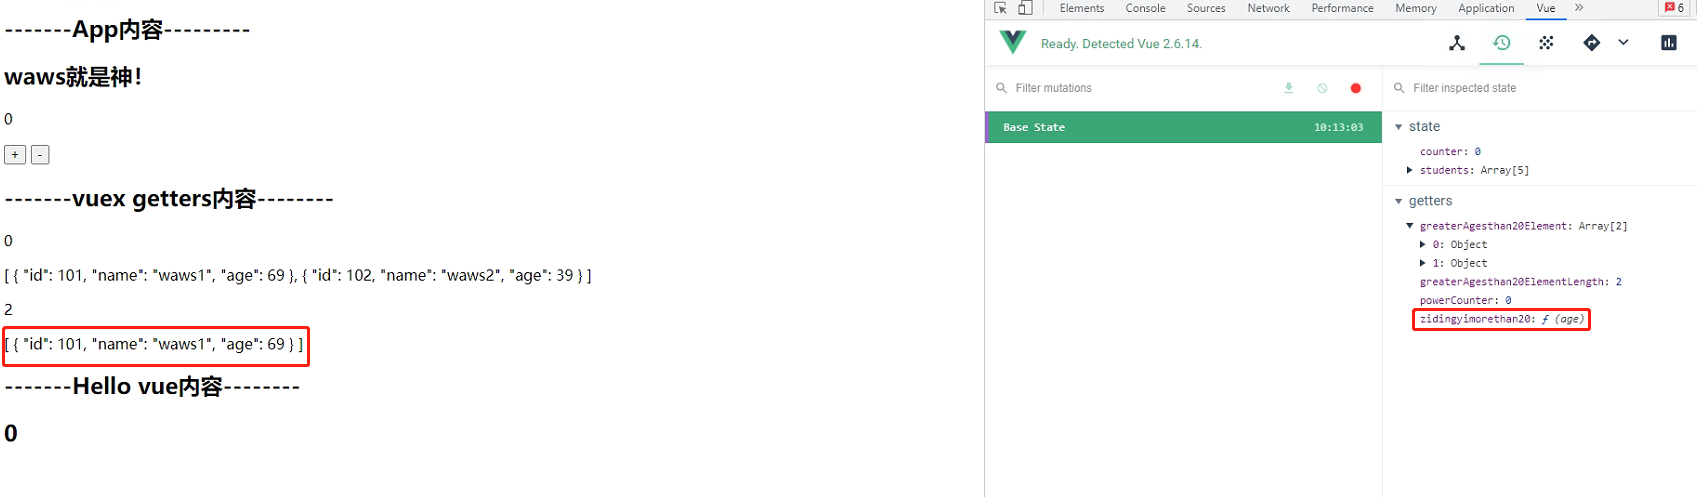 -------App内容---------
waws就是神！
0
+ -
-------vuex getters内容--------
0
[ { "id": 101, "name": "waws1", "age": 69 }, { "id": 102, "name": "waws2", "age": 39 } ]
2
[ { "id": 101, "name": "waws1", "age": 69 } ]
-------Hello vue内容--------
0
Elements Console Sources Network Performance Memory Application Vue » 6
Ready. Detected Vue 2.6.14.
Filter mutations
Base State 10:13:03
Filter inspected state
state
counter: 0
students: Array[5]
getters
greaterAgesthan20Element: Array[2]
0: Object
1: Object
greaterAgesthan20ElementLength: 2
powerCounter: 0
zidingyimorethan20: ƒ (age)